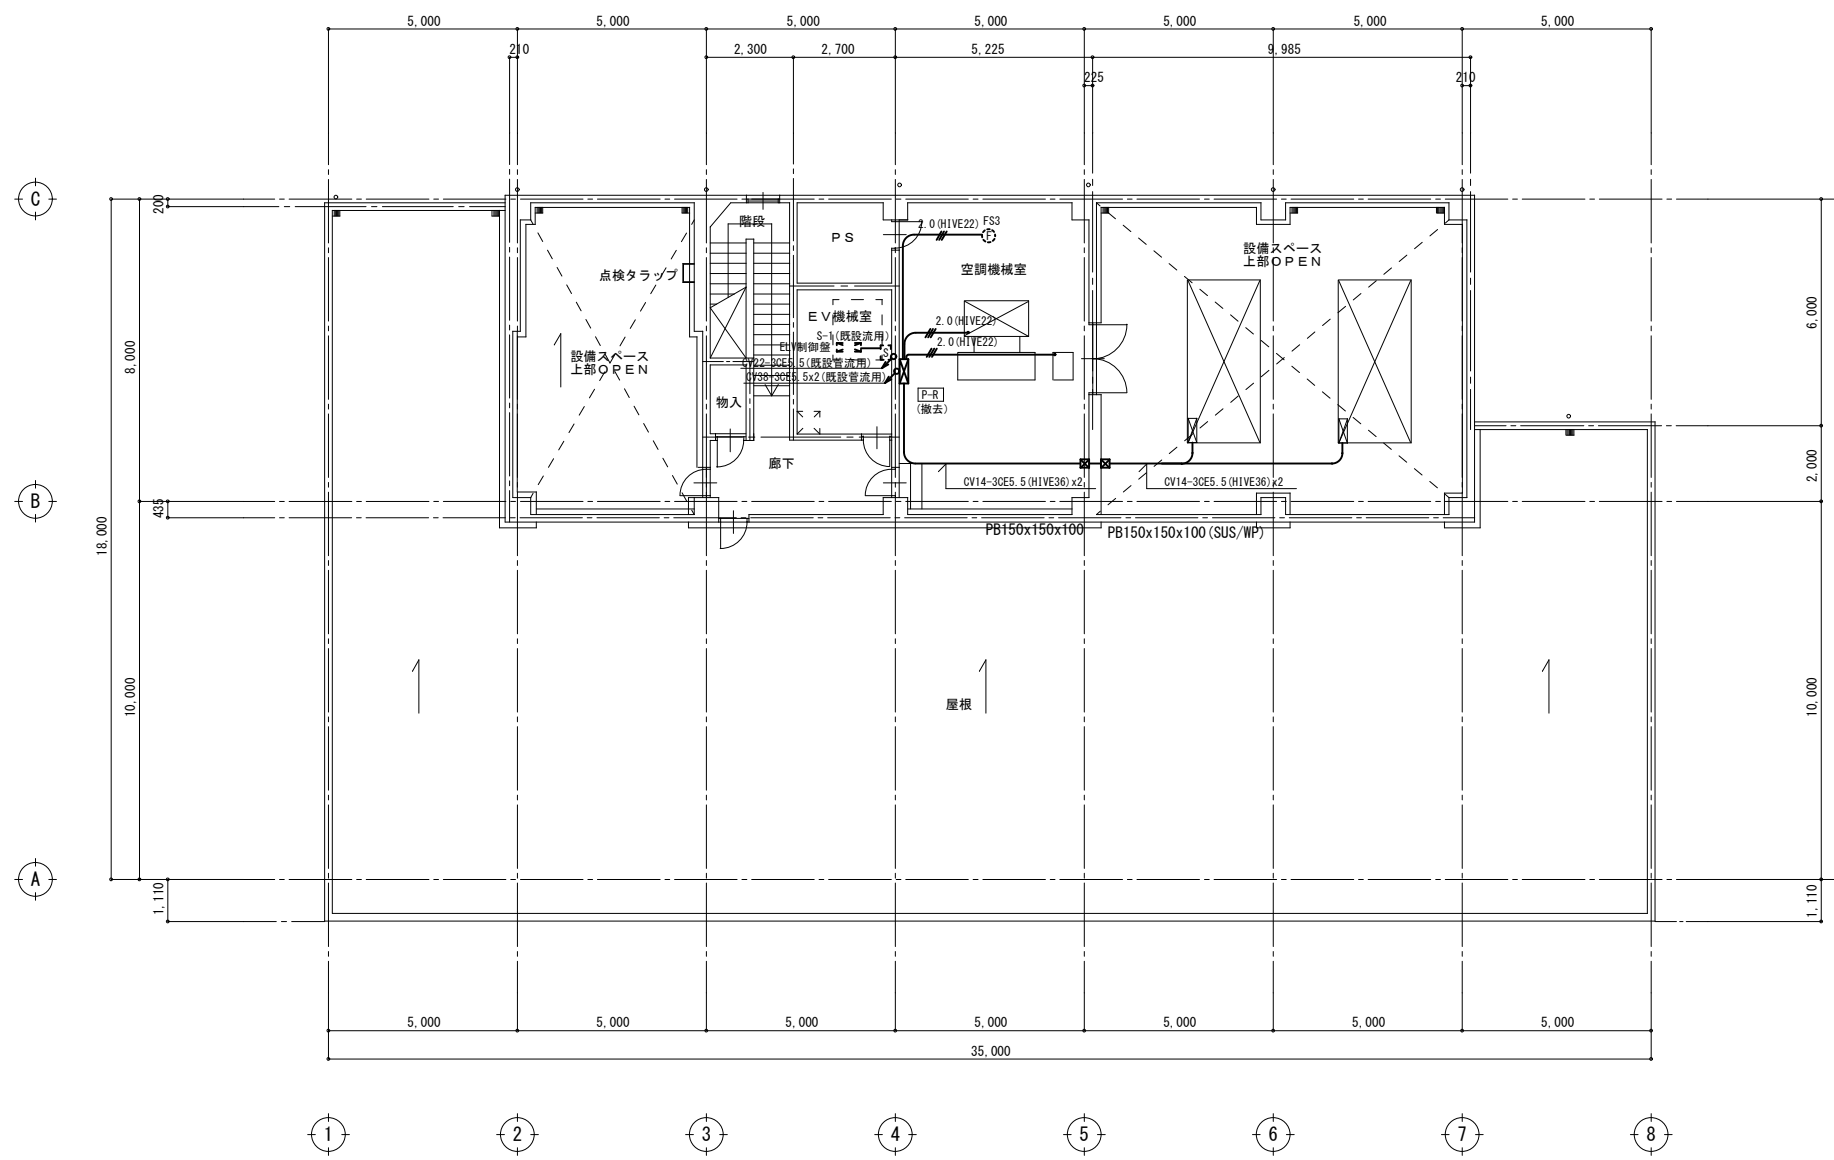 5,000
5,000
5,000
5,000
5,000
5,000
5,000
210
2,300
2,700
5,225
9,985
225
210
C
200
8,000
18,000
435
B
10,000
A
1,110
6,000
2,000
10,000
1,110
階段
PS
2.0(HIVE22)
FS3
F
空調機械室
設備スペース
上部OPEN
点検タラップ
EV機械室
S-1(既設流用)
ELV制御盤
S
CV22-3CE5.5(既設菅流用)
CV38-3CE5.5x2(既設菅流用)
2.0(HIVE22)
2.0(HIVE22)
設備スペース
上部OPEN
物入
P-R
(撤去)
廊下
CV14-3CE5.5(HIVE36)x2
CV14-3CE5.5(HIVE36)x2
PB150x150x100
PB150x150x100(SUS/WP)
屋根
5,000
5,000
5,000
5,000
5,000
5,000
5,000
35,000
1
2
3
4
5
6
7
8